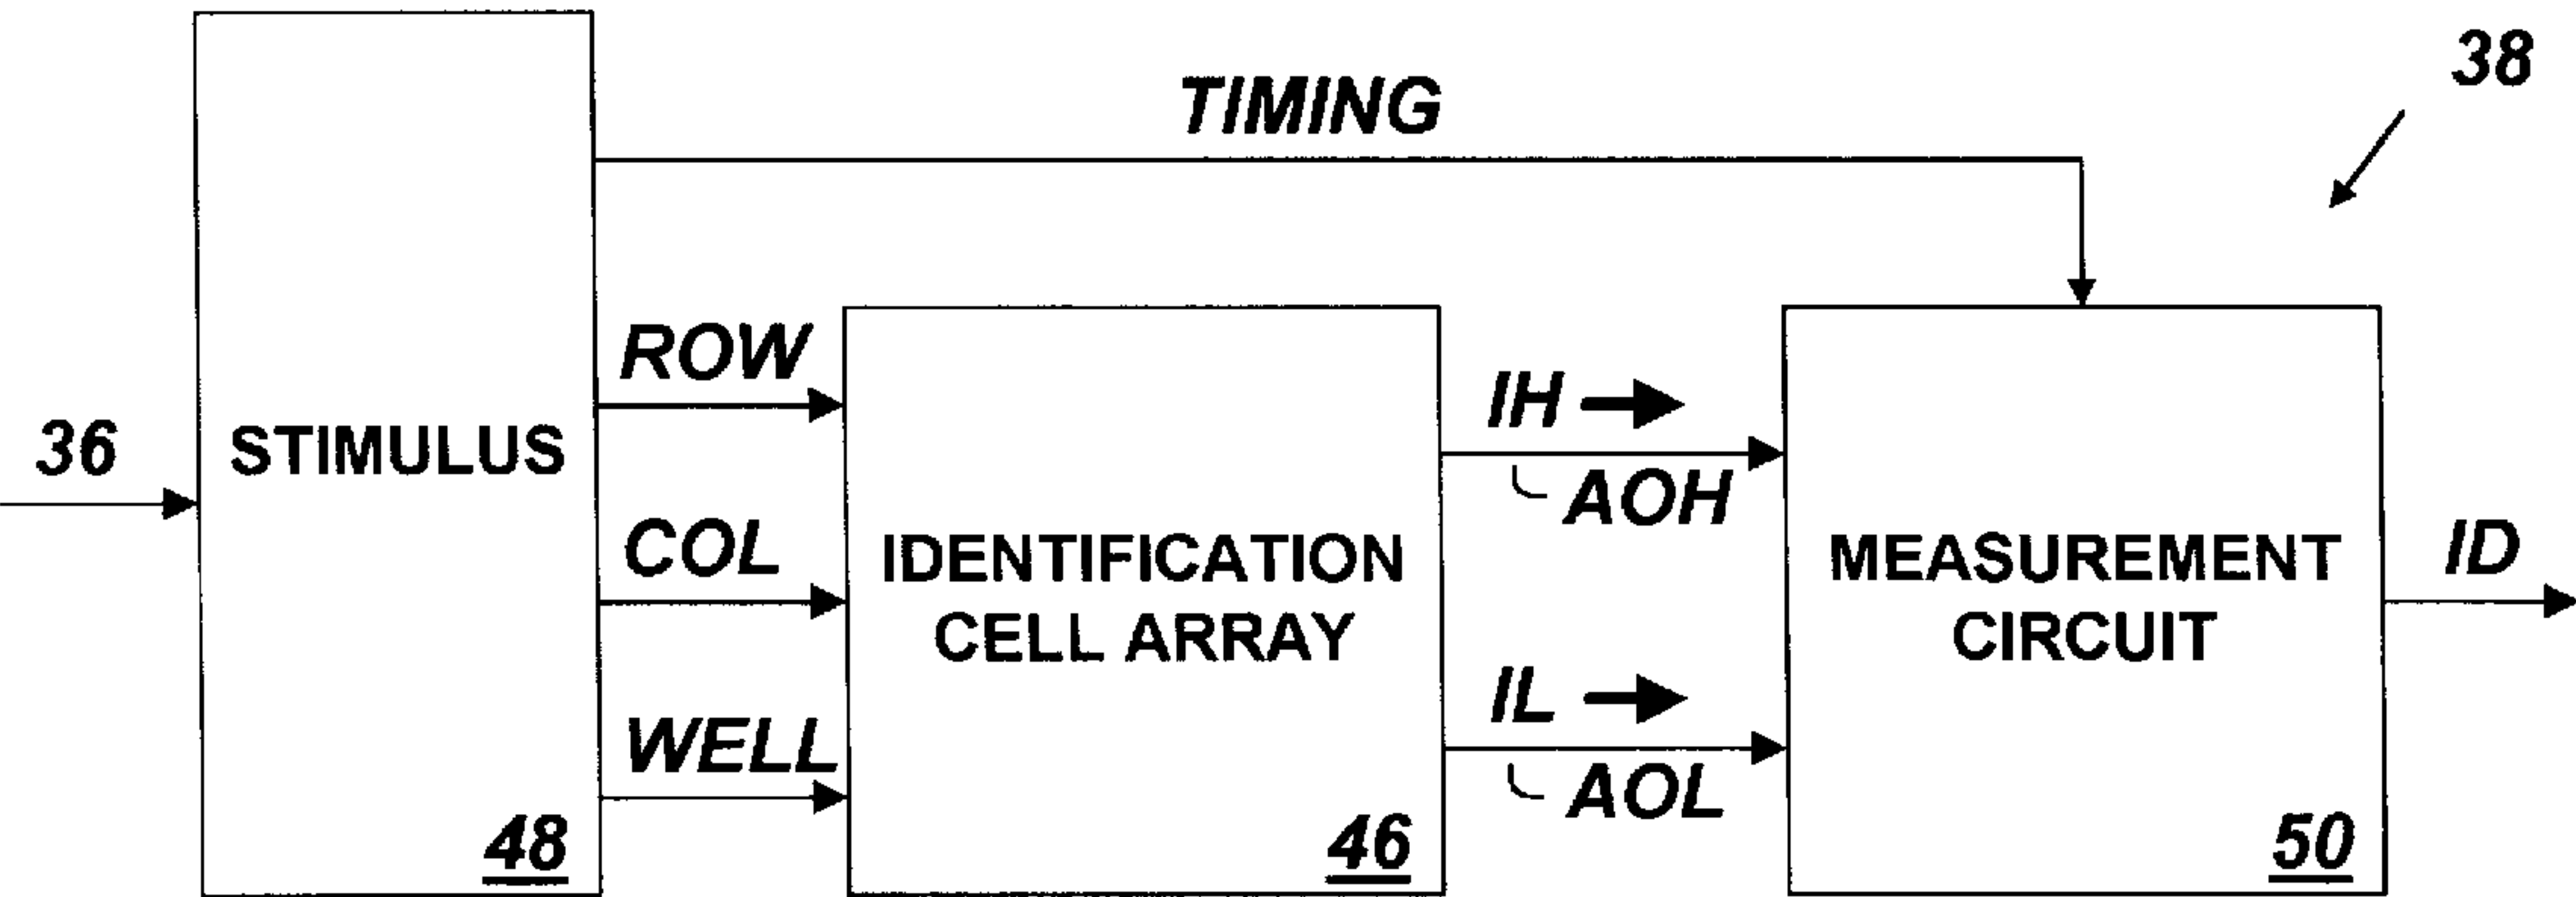 38
TIMING
ROW
IH
36
STIMULUS
AOH
COL
IDENTIFICATION
CELL ARRAY
MEASUREMENT
CIRCUIT
ID
IL
WELL
AOL
48
46
50